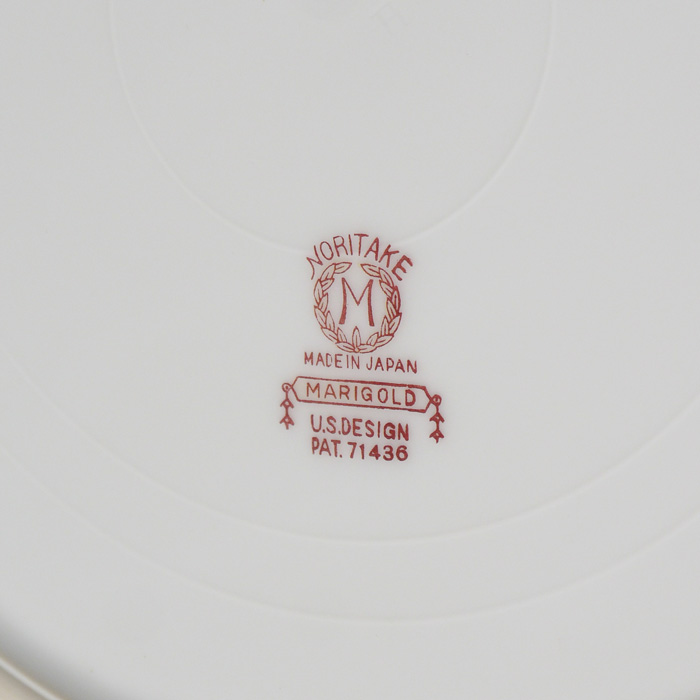 NORITAKE
M
MADE IN JAPAN
MARIGOLD
U.S.DESIGN
PAT. 71436